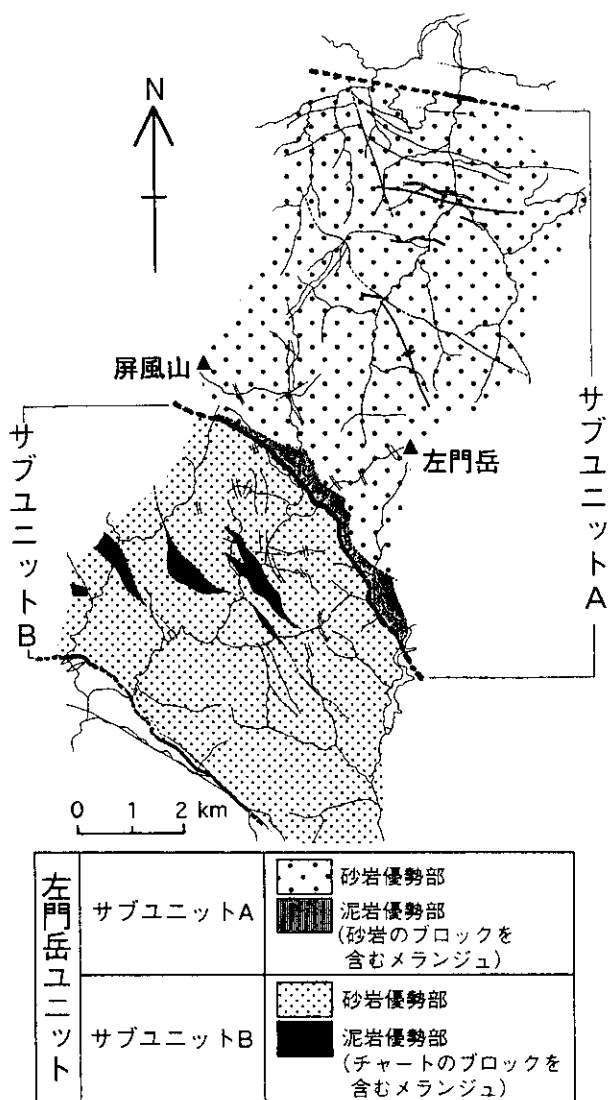 N
屏風山
左門岳
サブユニットA
サブユニットB
0 1 2 km
左門岳ユニット
サブユニットA
砂岩優勢部
泥岩優勢部
(砂岩のブロックを
含むメランジュ)
サブユニットB
砂岩優勢部
泥岩優勢部
(チャートのブロックを
含むメランジュ)